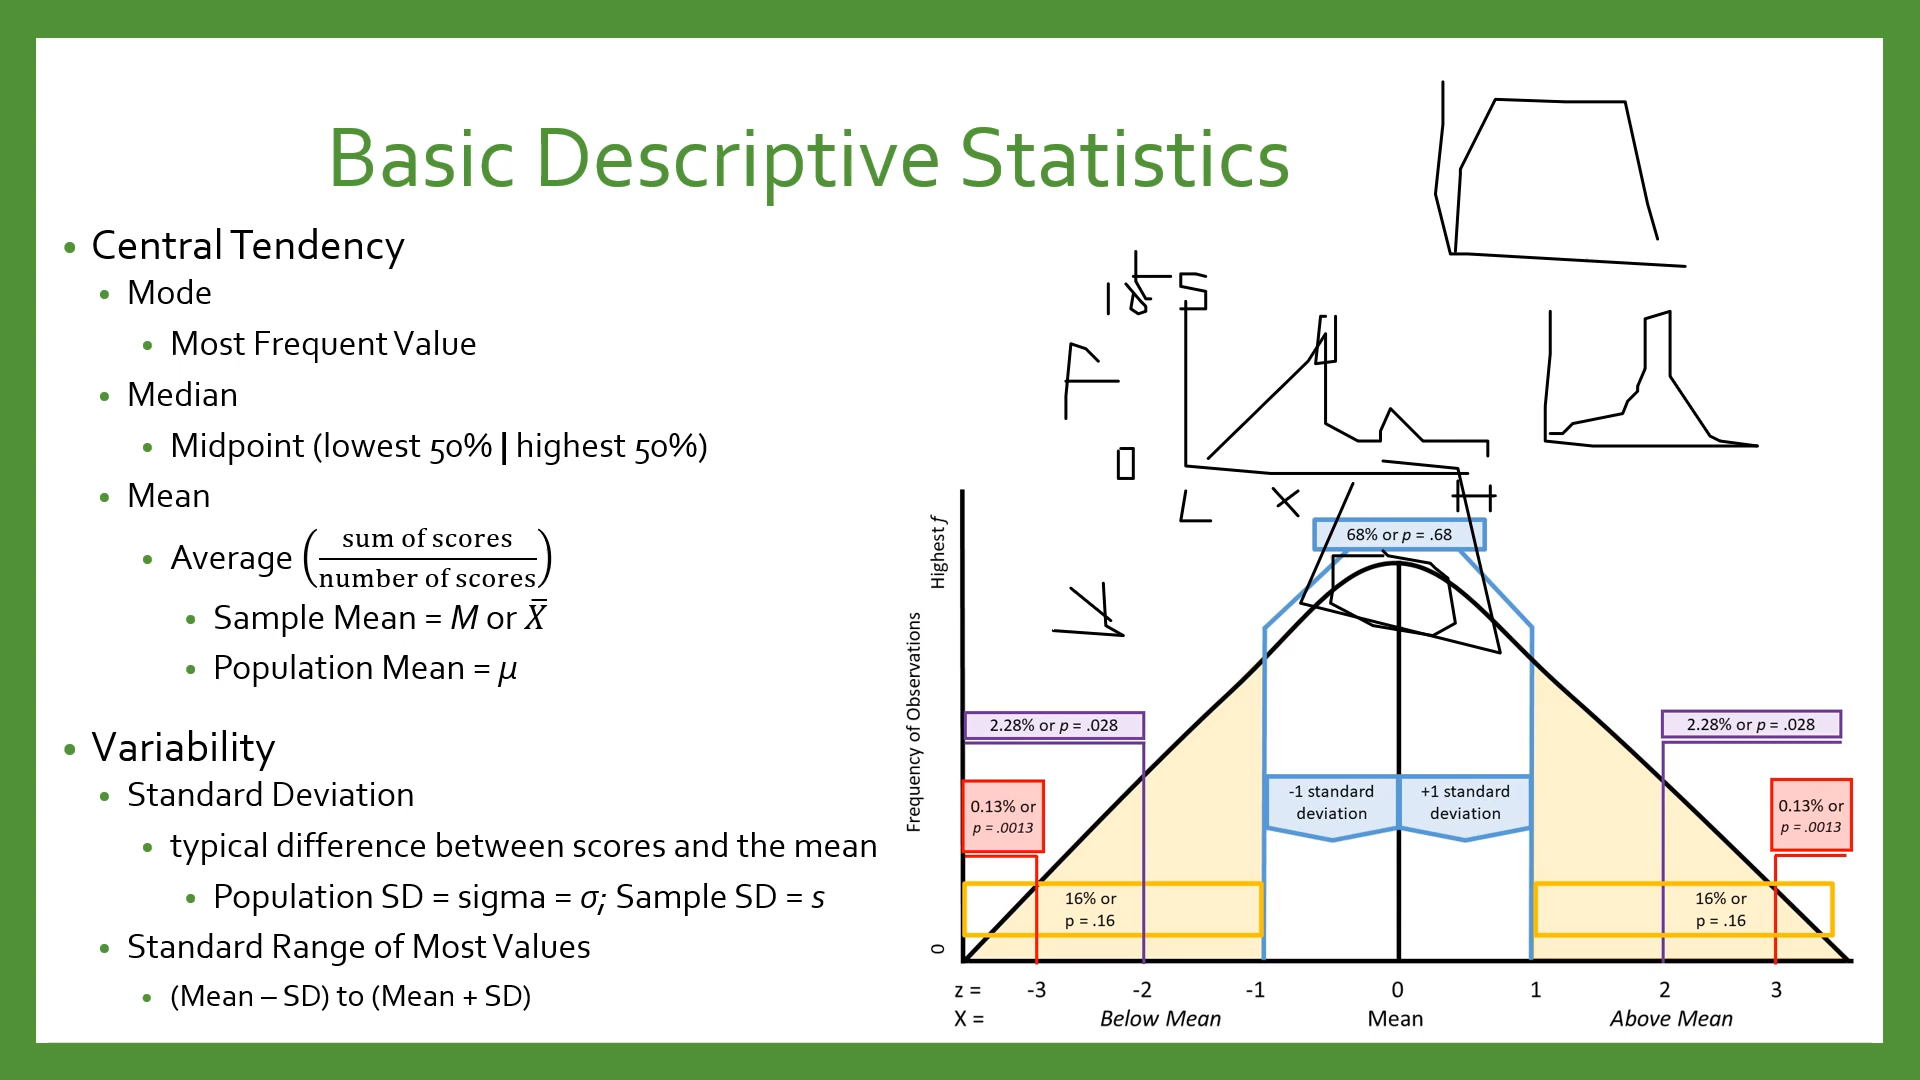 Basic Descriptive Statistics
• Central Tendency
• Mode
• Most Frequent Value
• Median
• Midpoint (lowest 50% | highest 50%)
• Mean
• Average (sum of scores / number of scores)
• Sample Mean = M or X̄
• Population Mean = μ
• Variability
• Standard Deviation
• typical difference between scores and the mean
• Population SD = sigma = σ; Sample SD = s
• Standard Range of Most Values
• (Mean – SD) to (Mean + SD)
F
0
L X H
Highest f
Frequency of Observations
0
68% or p = .68
2.28% or p = .028
2.28% or p = .028
-1 standard deviation
+1 standard deviation
0.13% or
p = .0013
0.13% or
p = .0013
16% or
p = .16
16% or
p = .16
z = -3 -2 -1 0 1 2 3
X = Below Mean Mean Above Mean